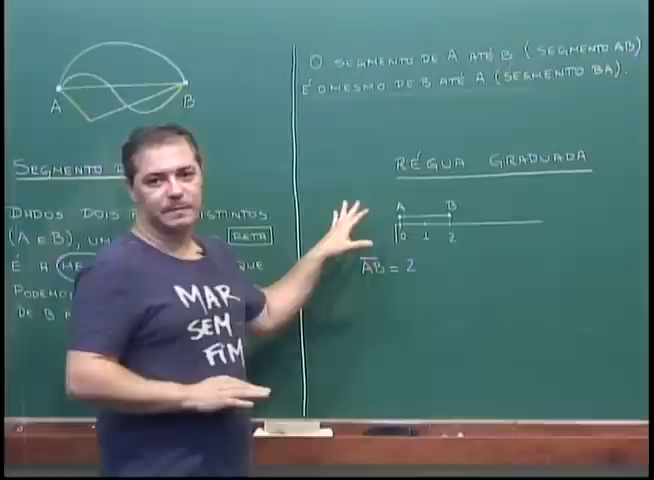 A B
SEGMENTO
DADOS DOIS DISTINTOS
(A E B), UM RETA
É A QUE
PODEMO
DE B
O SEGMENTO DE A ATÉ B (SEGMENTO AB)
É O MESMO DE B ATÉ A (SEGMENTO BA).
RÉGUA GRADUADA
A B
0 1 2
AB = 2
MAR
SEM
FIM